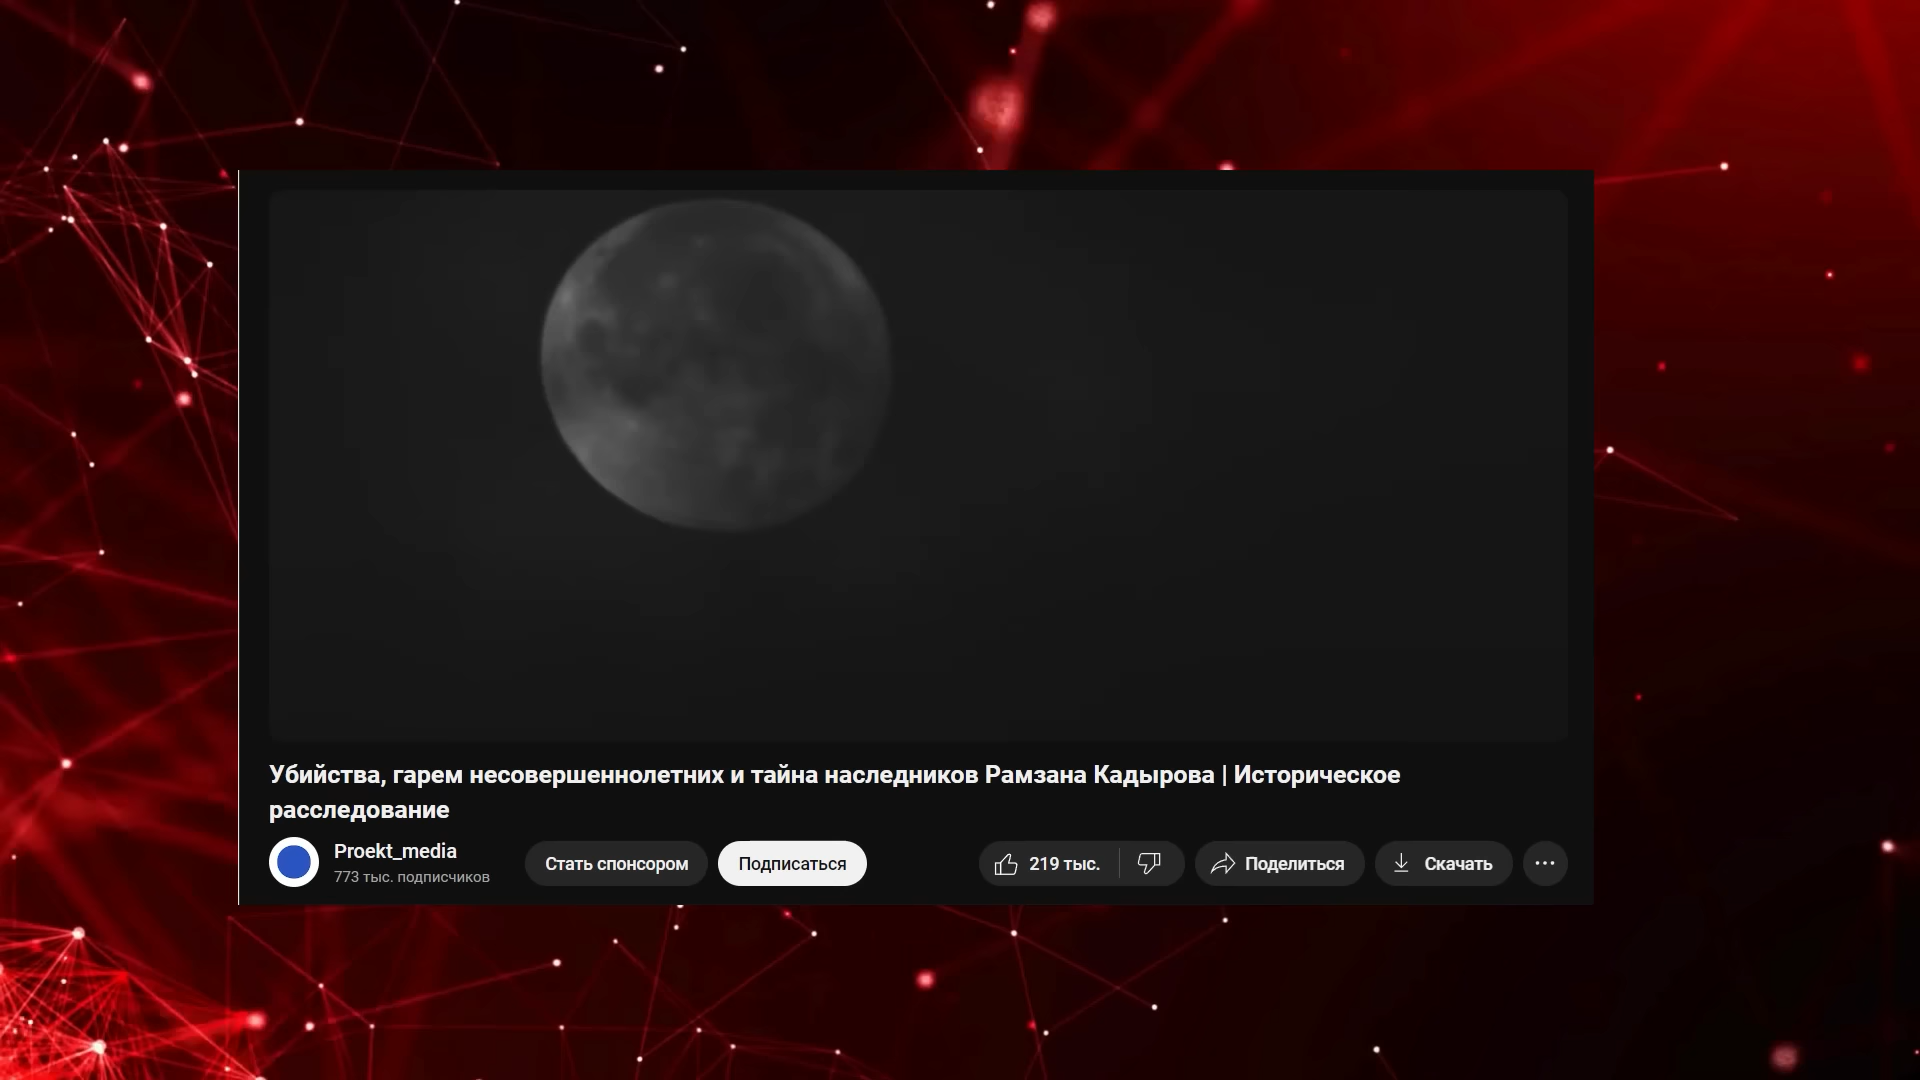 Убийства, гарем несовершеннолетних и тайна наследников Рамзана Кадырова | Историческое
расследование
Proekt_media
773 тыс. подписчиков
Стать спонсором
Подписаться
219 тыс.
Поделиться
Скачать